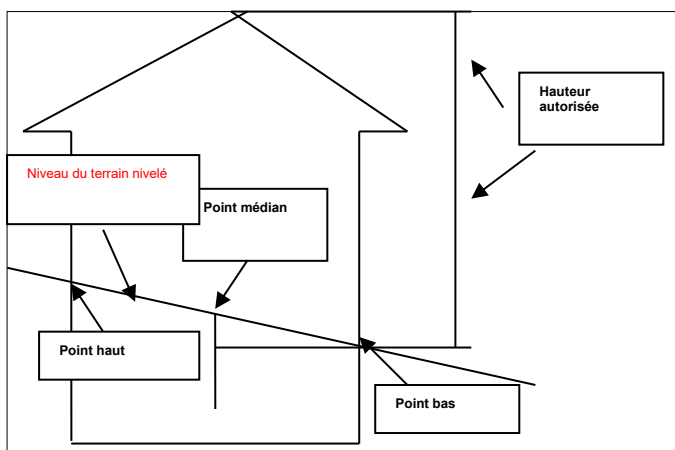 Hauteur
autorisée
Niveau du terrain nivelé
Point médian
Point haut
Point bas